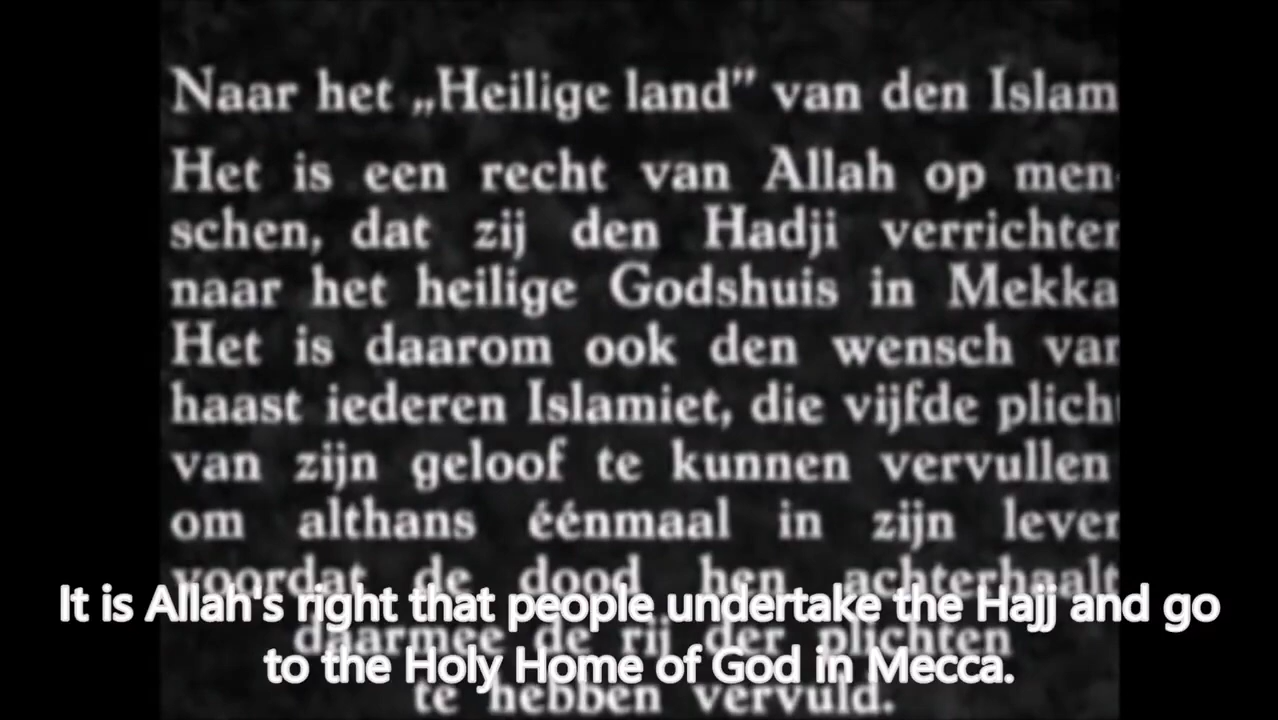 Naar het „Heilige land” van den Islam
Het is een recht van Allah op men-
schen, dat zij den Hadji verrichten
naar het heilige Godshuis in Mekka
Het is daarom ook den wensch van
haast iederen Islamiet, die vijfde plicht
van zijn geloof te kunnen vervullen
om althans éénmaal in zijn leven
voordat de dood hen achterhaalt
daarmee de rij der plichten
te hebben vervuld.
It is Allah's right that people undertake the Hajj and go
to the Holy Home of God in Mecca.